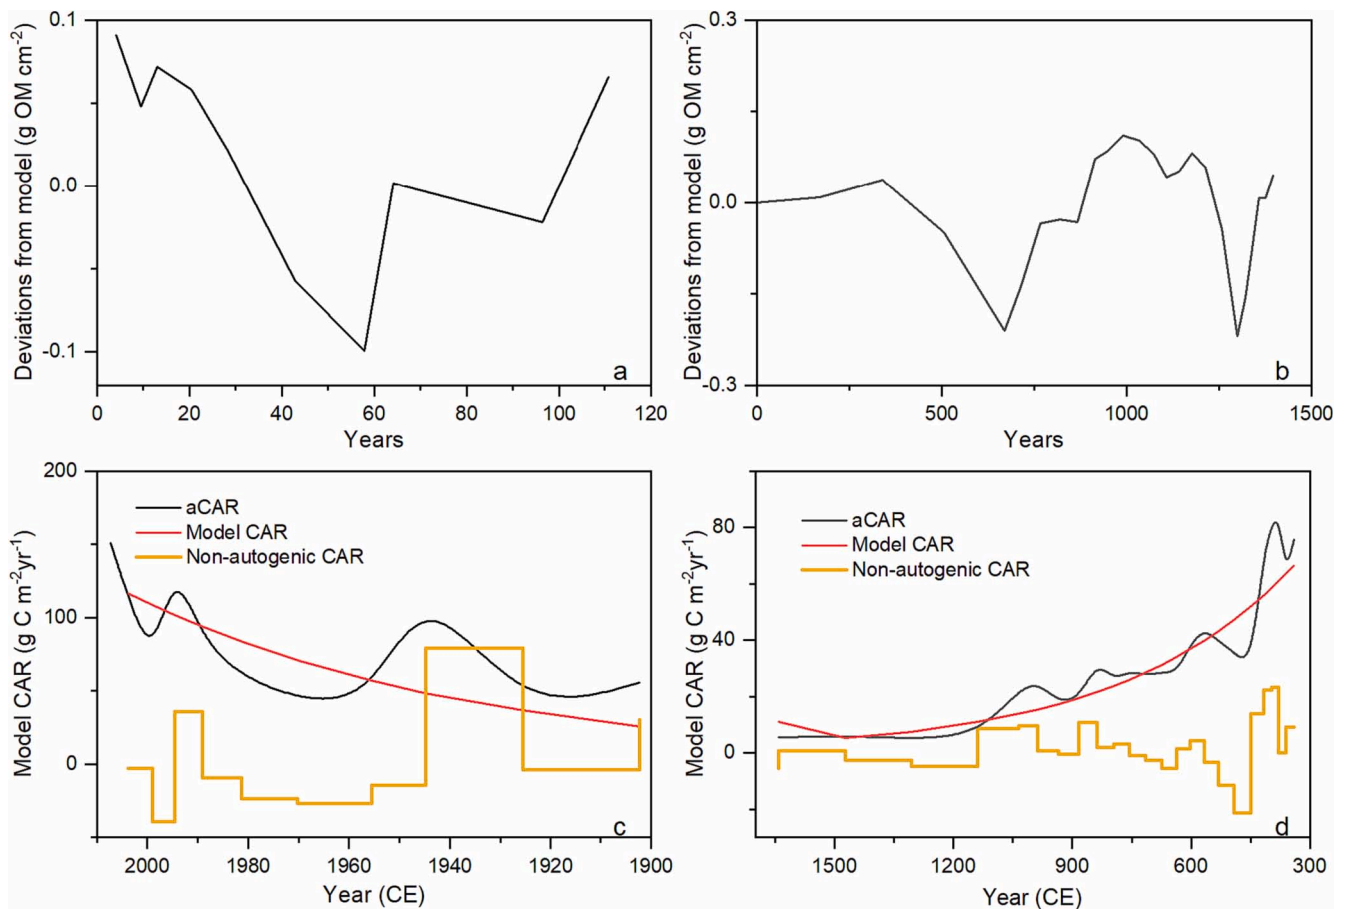 Deviations from model (g OM cm-2)
0.1
0.0
-0.1
0
20
40
60
80
100
120
Years
a
Deviations from model (g OM cm-2)
0.3
0.0
-0.3
0
500
1000
1500
Years
b
Model CAR (g C m-2yr-1)
200
100
0
aCAR
Model CAR
Non-autogenic CAR
2000
1980
1960
1940
1920
1900
Year (CE)
c
Model CAR (g C m-2yr-1)
80
40
0
aCAR
Model CAR
Non-autogenic CAR
1500
1200
900
600
300
Year (CE)
d